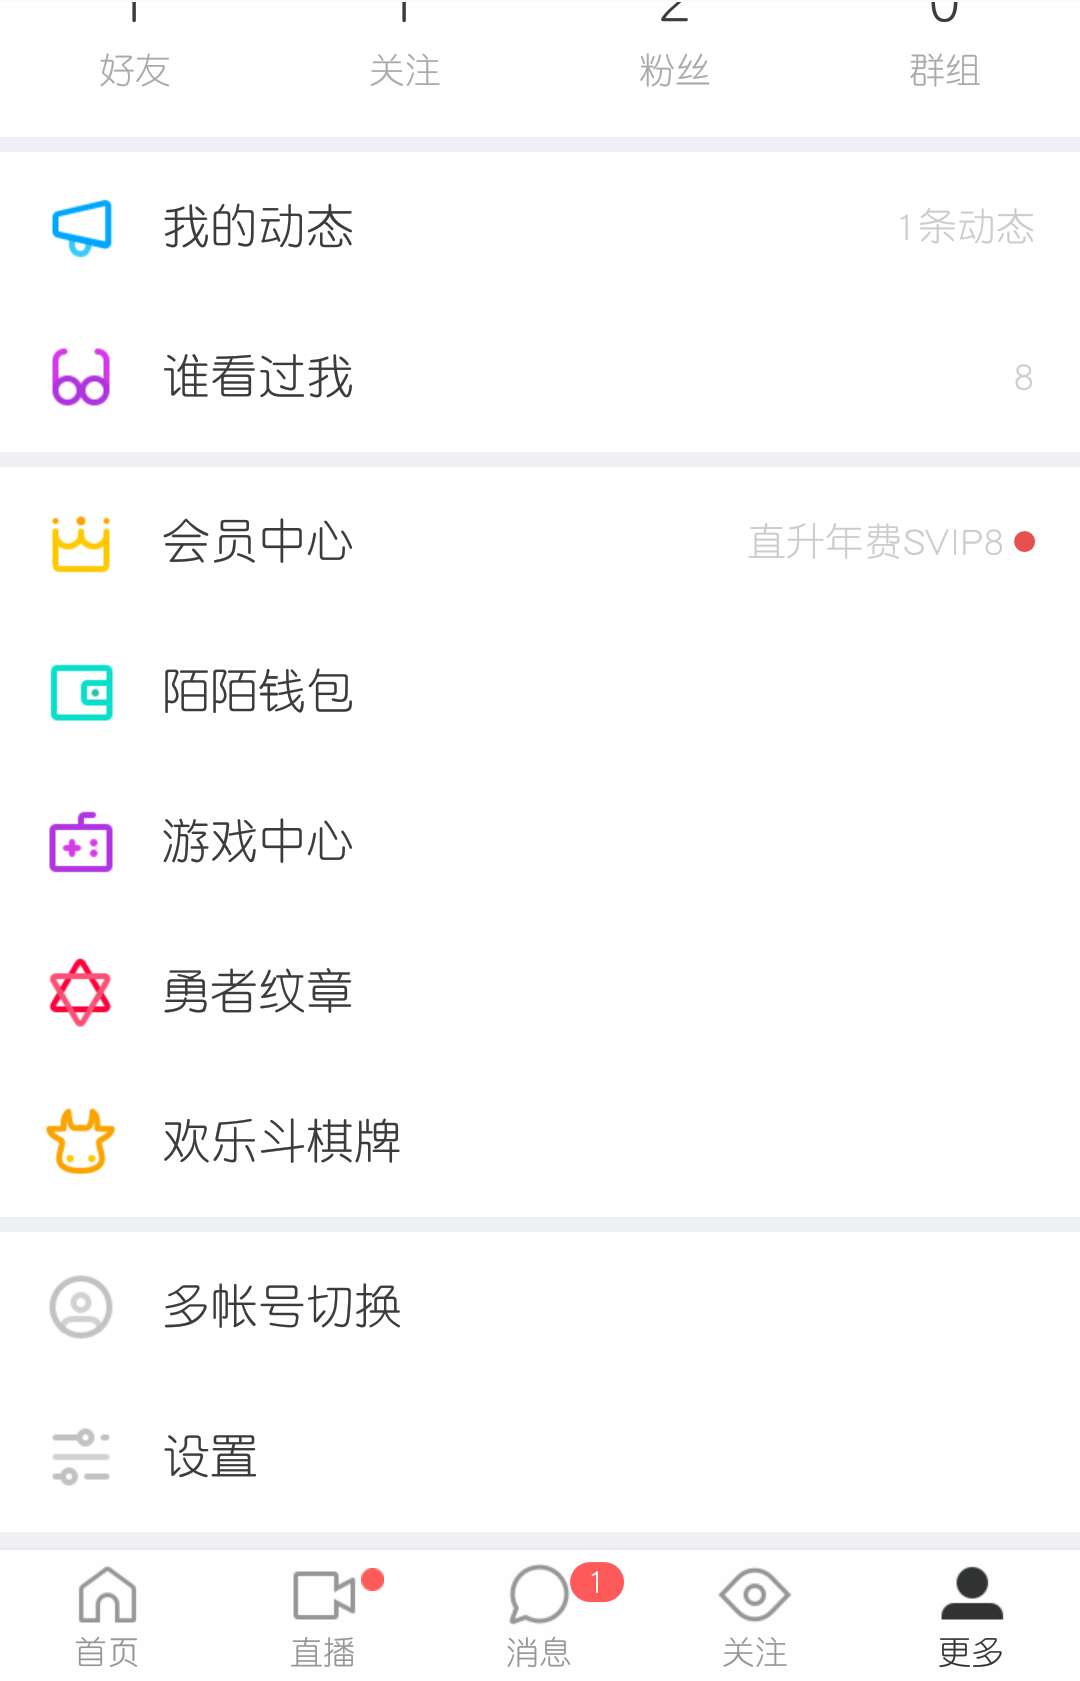 1 1 2 0
好友 关注 粉丝 群组
我的动态 1条动态
谁看过我 8
会员中心 直升年费SVIP8
陌陌钱包
游戏中心
勇者纹章
欢乐斗棋牌
多帐号切换
设置
1
首页 直播 消息 关注 更多